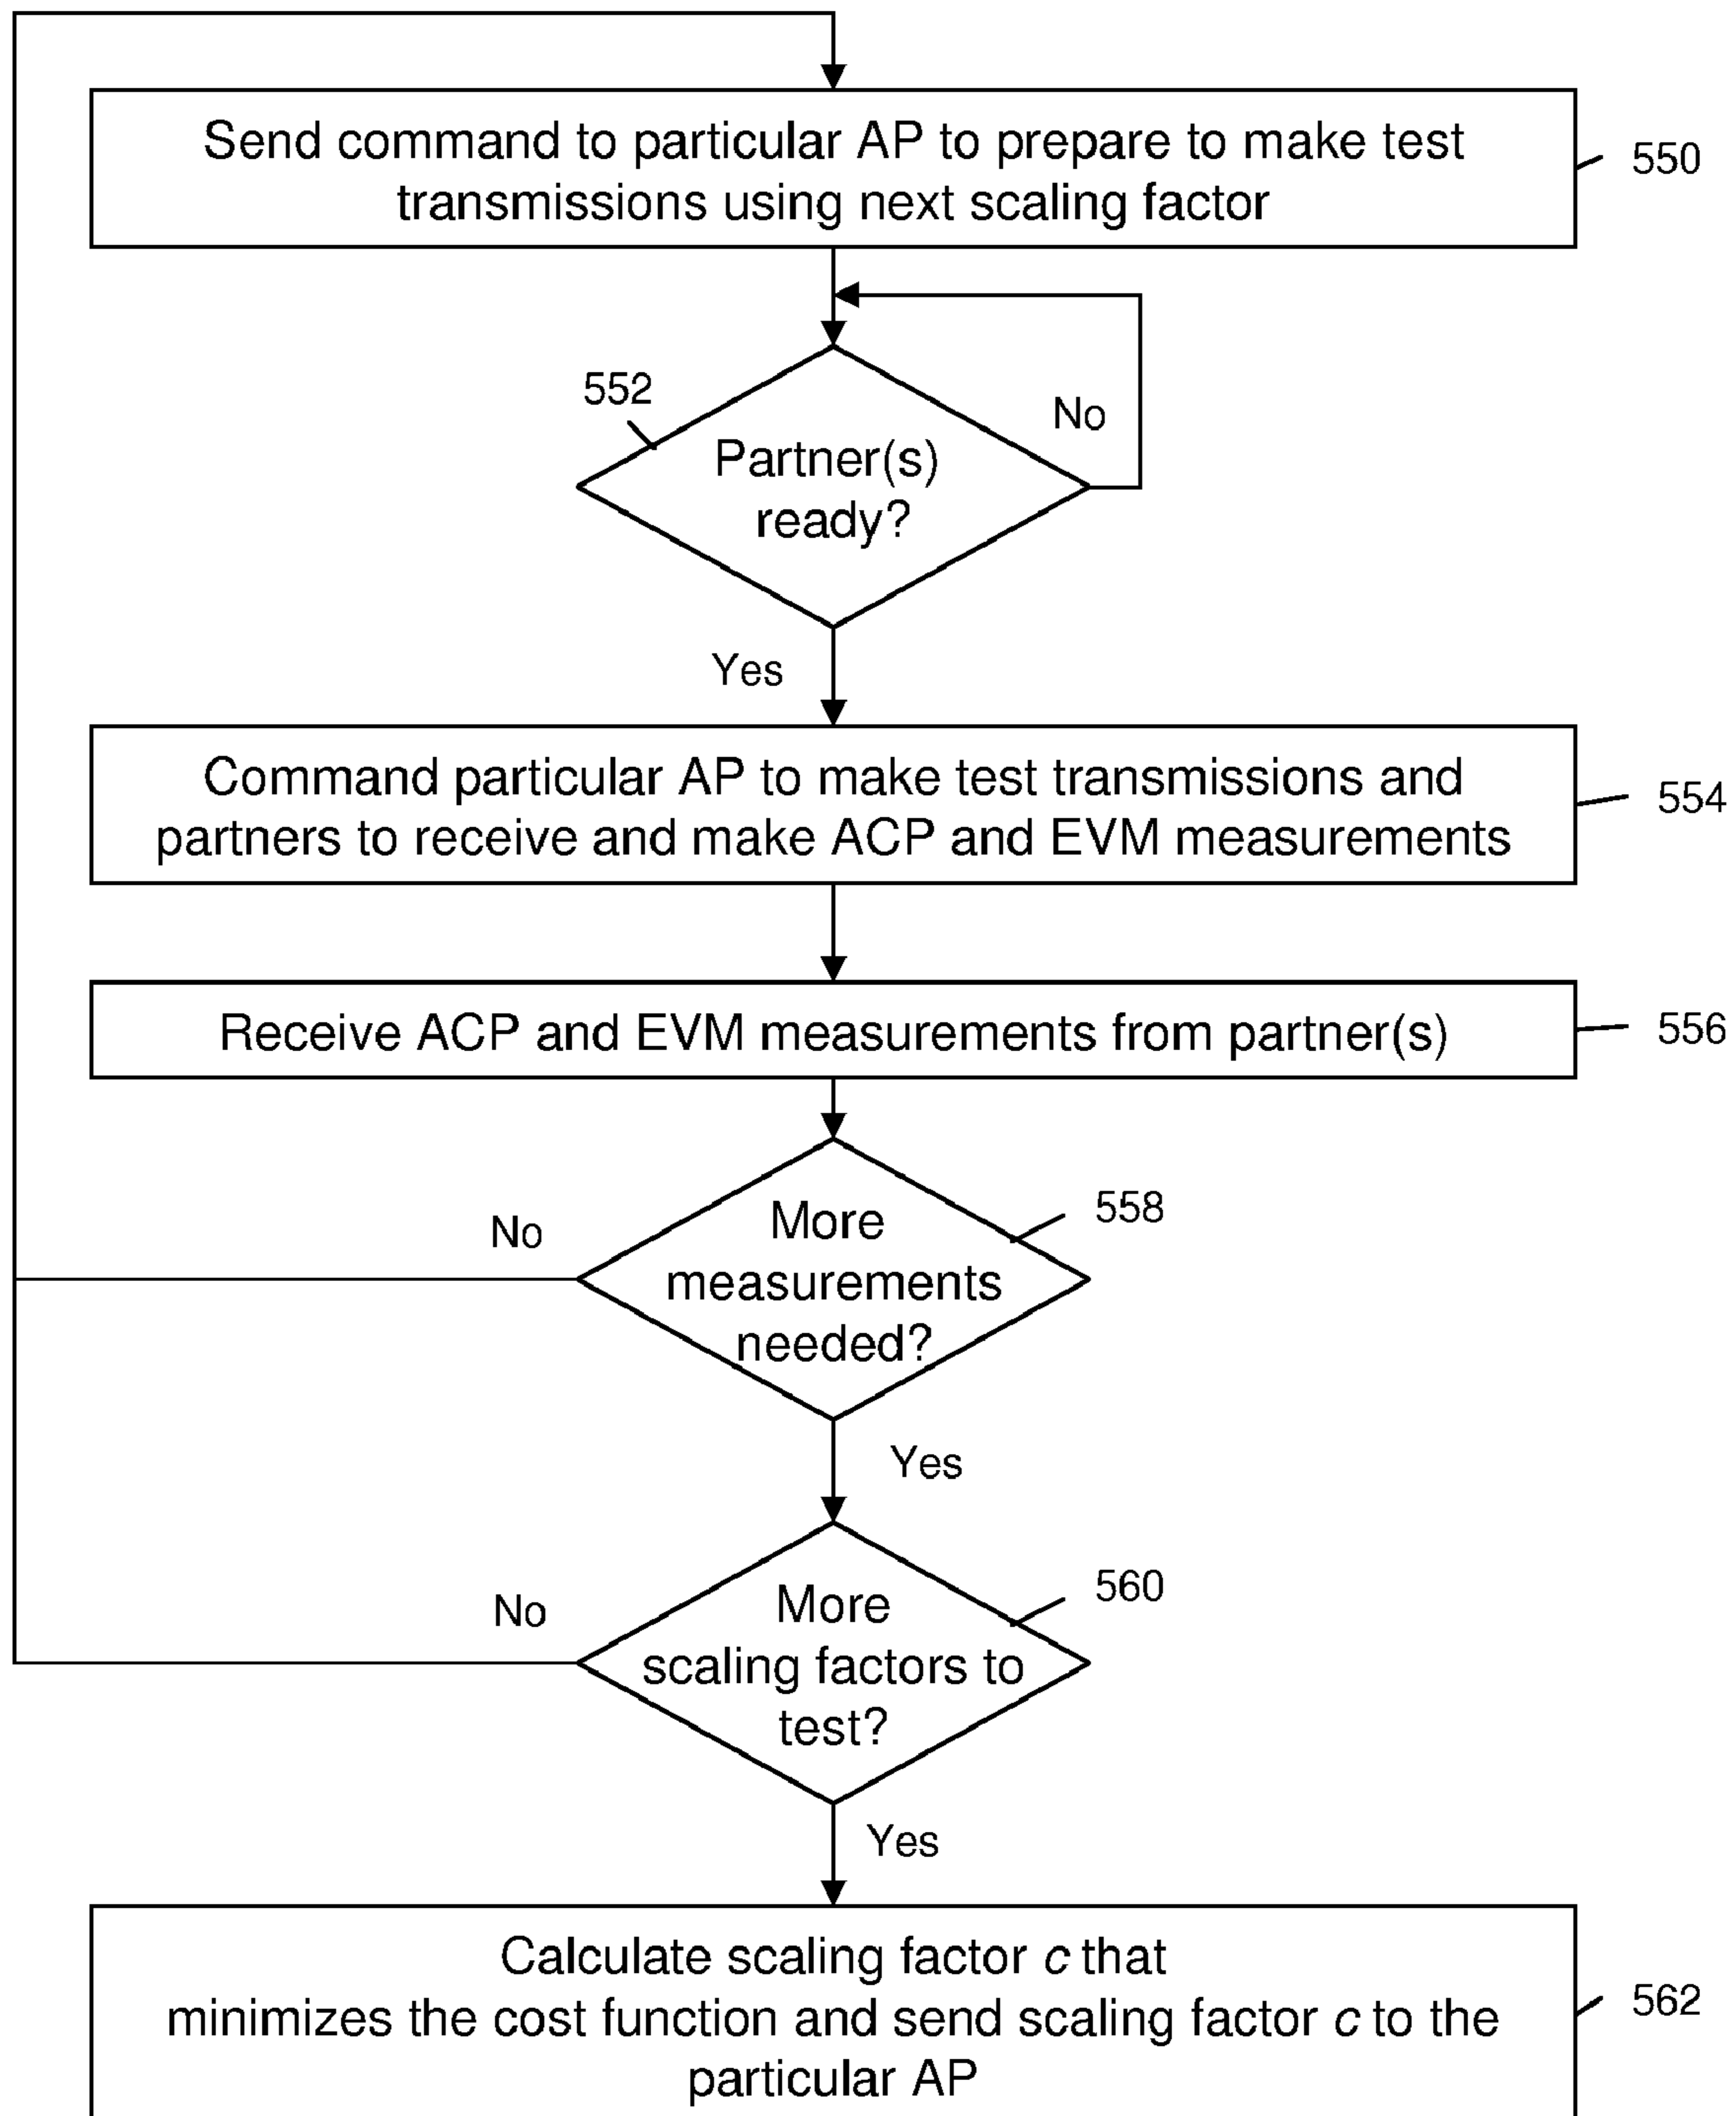 Send command to particular AP to prepare to make test
transmissions using next scaling factor
550
552
No
Partner(s)
ready?
Yes
Command particular AP to make test transmissions and
partners to receive and make ACP and EVM measurements
554
Receive ACP and EVM measurements from partner(s)
556
558
No
More
measurements
needed?
Yes
560
No
More
scaling factors to
test?
Yes
Calculate scaling factor c that
minimizes the cost function and send scaling factor c to the
particular AP
562